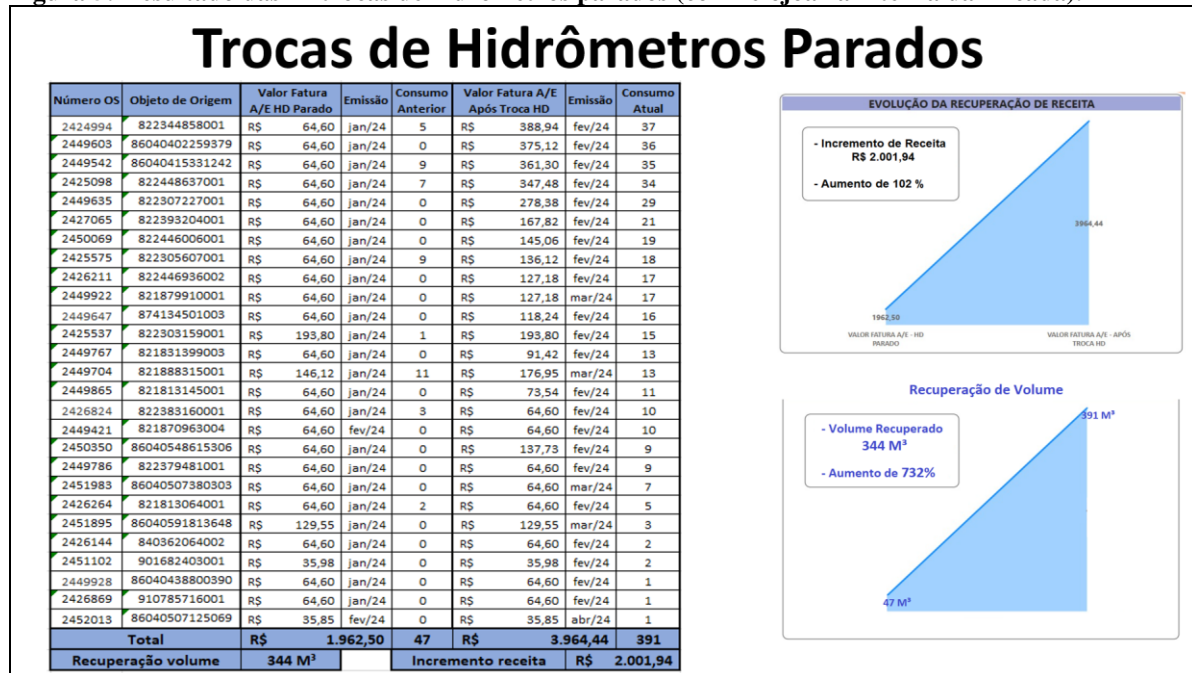 Trocas de Hidrômetros Parados
Número OS Objeto de Origem Valor Fatura A/E HD Parado Emissão Consumo Anterior Valor Fatura A/E Após Troca HD Emissão Consumo Atual
2424994 822344858001 R$ 64,60 jan/24 5 R$ 388,94 fev/24 37
2449603 86040402259379 R$ 64,60 jan/24 0 R$ 375,12 fev/24 36
2449542 86040415331242 R$ 64,60 jan/24 9 R$ 361,30 fev/24 35
2425098 822448637001 R$ 64,60 jan/24 7 R$ 347,48 fev/24 34
2449635 822307227001 R$ 64,60 jan/24 0 R$ 278,38 fev/24 29
2427065 822393204001 R$ 64,60 jan/24 0 R$ 167,82 fev/24 21
2450069 822446006001 R$ 64,60 jan/24 0 R$ 145,06 fev/24 19
2425575 822305607001 R$ 64,60 jan/24 9 R$ 136,12 fev/24 18
2426211 822446936002 R$ 64,60 jan/24 0 R$ 127,18 fev/24 17
2449922 821879910001 R$ 64,60 jan/24 0 R$ 127,18 mar/24 17
2449647 874134501003 R$ 64,60 jan/24 0 R$ 118,24 fev/24 16
2425537 822303159001 R$ 193,80 jan/24 1 R$ 193,80 fev/24 15
2449767 821831399003 R$ 64,60 jan/24 0 R$ 91,42 fev/24 13
2449704 821888315001 R$ 146,12 jan/24 11 R$ 176,95 mar/24 13
2449865 821813145001 R$ 64,60 jan/24 0 R$ 73,54 fev/24 11
2426824 822383160001 R$ 64,60 jan/24 3 R$ 64,60 fev/24 10
2449421 821870963004 R$ 64,60 fev/24 0 R$ 64,60 fev/24 10
2450350 86040548615306 R$ 64,60 jan/24 0 R$ 137,73 fev/24 9
2449786 822379481001 R$ 64,60 jan/24 0 R$ 64,60 fev/24 9
2451983 86040507380303 R$ 64,60 jan/24 0 R$ 64,60 mar/24 7
2426264 821813064001 R$ 64,60 jan/24 2 R$ 64,60 fev/24 5
2451895 86040591813648 R$ 129,55 jan/24 0 R$ 129,55 mar/24 3
2426144 840362064002 R$ 64,60 jan/24 0 R$ 64,60 fev/24 2
2451102 901682403001 R$ 35,98 jan/24 0 R$ 35,98 fev/24 2
2449928 86040438800390 R$ 64,60 jan/24 0 R$ 64,60 fev/24 1
2426869 910785716001 R$ 64,60 jan/24 0 R$ 64,60 fev/24 1
2452013 86040507125069 R$ 35,85 fev/24 0 R$ 35,85 abr/24 1
Total R$ 1.962,50 47 R$ 3.964,44 391
Recuperação volume 344 M³ Incremento receita R$ 2.001,94
EVOLUÇÃO DA RECUPERAÇÃO DE RECEITA
- Incremento de Receita
R$ 2.001,94
- Aumento de 102 %
3964,44
1962,50
VALOR FATURA A/E - HD PARADO
VALOR FATURA A/E - APÓS TROCA HD
Recuperação de Volume
391 M³
- Volume Recuperado
344 M³
- Aumento de 732%
47 M³